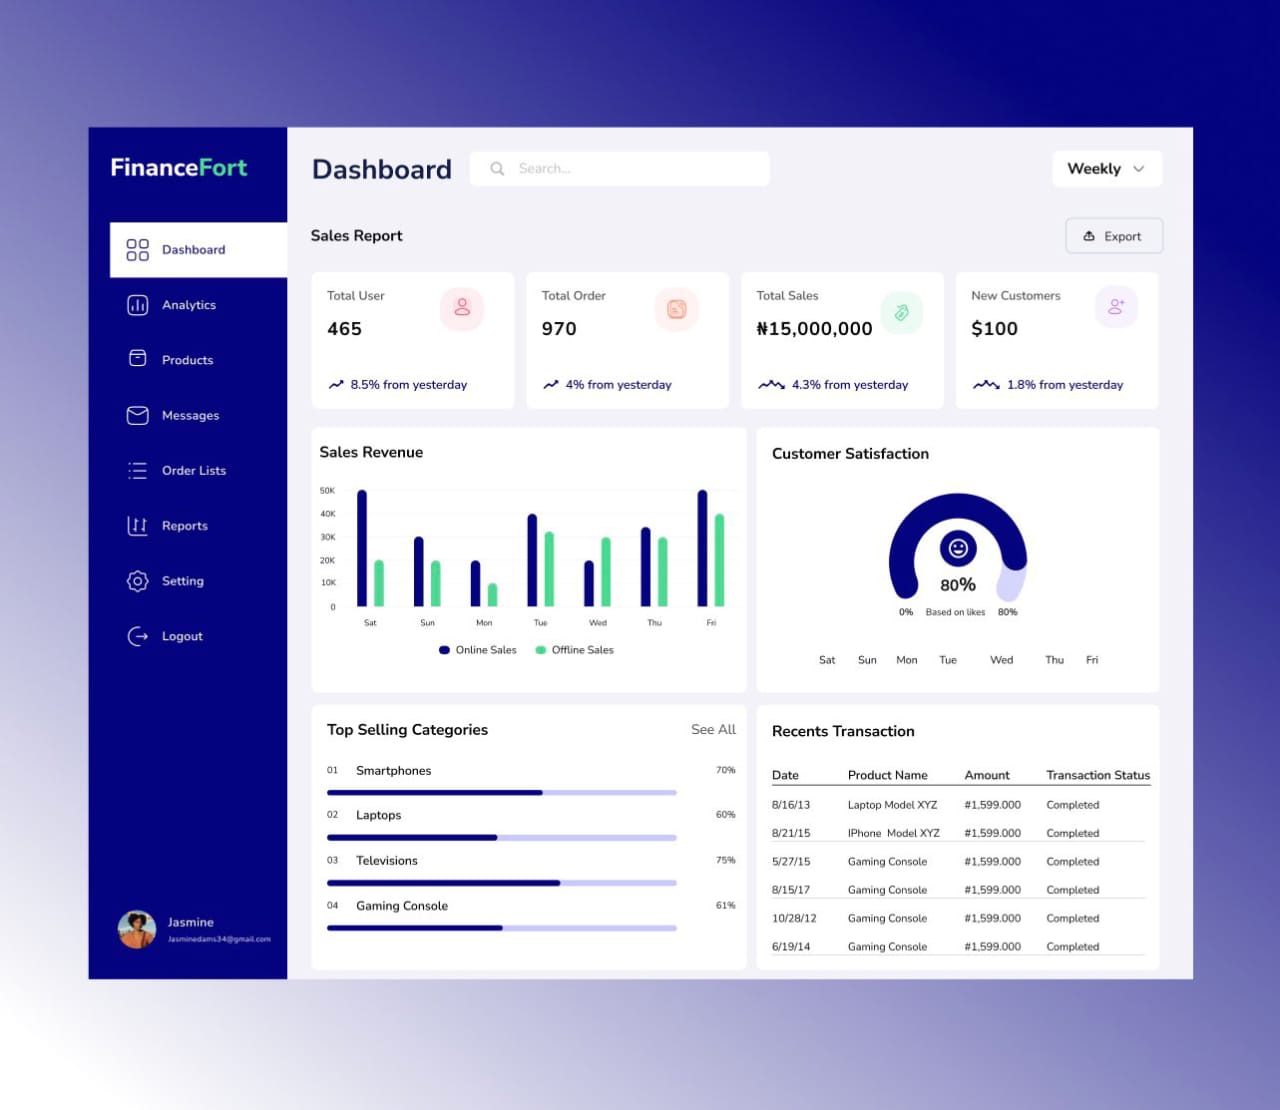 FinanceFort
Dashboard
Search...
Weekly
Dashboard
Analytics
Products
Messages
Order Lists
Reports
Setting
Logout
Jasmine
Jasminedams34@gmail.com
Sales Report
Export
Total User
465
8.5% from yesterday
Total Order
970
4% from yesterday
Total Sales
₦15,000,000
4.3% from yesterday
New Customers
$100
1.8% from yesterday
Sales Revenue
50K
40K
30K
20K
10K
0
Sat Sun Mon Tue Wed Thu Fri
Online Sales Offline Sales
Customer Satisfaction
80%
0% Based on likes 80%
Sat Sun Mon Tue Wed Thu Fri
Top Selling Categories See All
01 Smartphones 70%
02 Laptops 60%
03 Televisions 75%
04 Gaming Console 61%
Recents Transaction
Date Product Name Amount Transaction Status
8/16/13 Laptop Model XYZ #1,599.000 Completed
8/21/15 IPhone Model XYZ #1,599.000 Completed
5/27/15 Gaming Console #1,599.000 Completed
8/15/17 Gaming Console #1,599.000 Completed
10/28/12 Gaming Console #1,599.000 Completed
6/19/14 Gaming Console #1,599.000 Completed